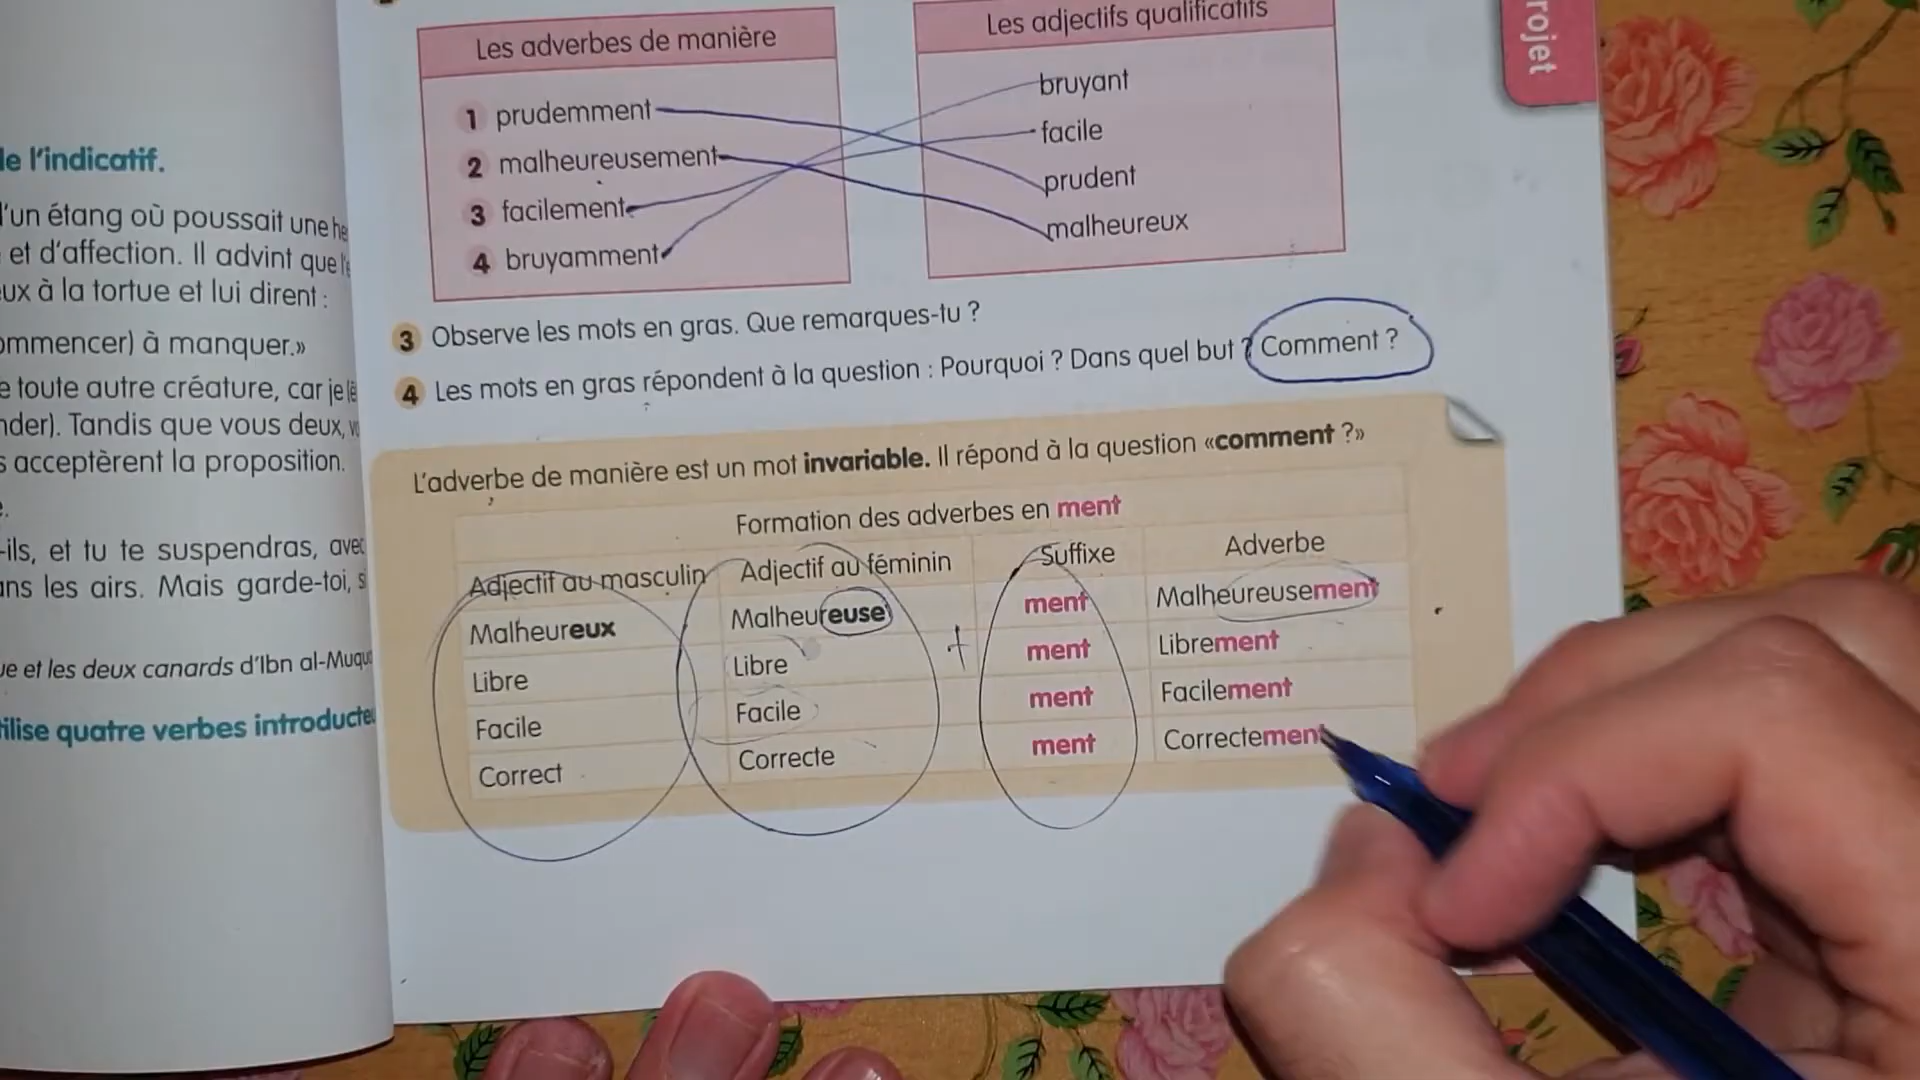 Les adverbes de manière
1 prudemment
2 malheureusement
3 facilement
4 bruyamment
Les adjectifs qualificatifs
bruyant
facile
prudent
malheureux
rojet
3 Observe les mots en gras. Que remarques-tu ?
4 Les mots en gras répondent à la question : Pourquoi ? Dans quel but ? Comment ?
L'adverbe de manière est un mot invariable. Il répond à la question «comment ?»
Formation des adverbes en ment
Adjectif au masculin Adjectif au féminin Suffixe Adverbe
Malheureux Malheureuse + ment Malheureusement
Libre Libre ment Librement
Facile Facile ment Facilement
Correct Correcte ment Correctement
le l'indicatif.
d'un étang où poussait une he
et d'affection. Il advint que l'
eux à la tortue et lui dirent :
ommencer) à manquer.»
e toute autre créature, car je
nder). Tandis que vous deux,
s acceptèrent la proposition.
-ils, et tu te suspendras, avec
ans les airs. Mais garde-toi, s
ue et les deux canards d'Ibn al-Muqu
tilise quatre verbes introducte